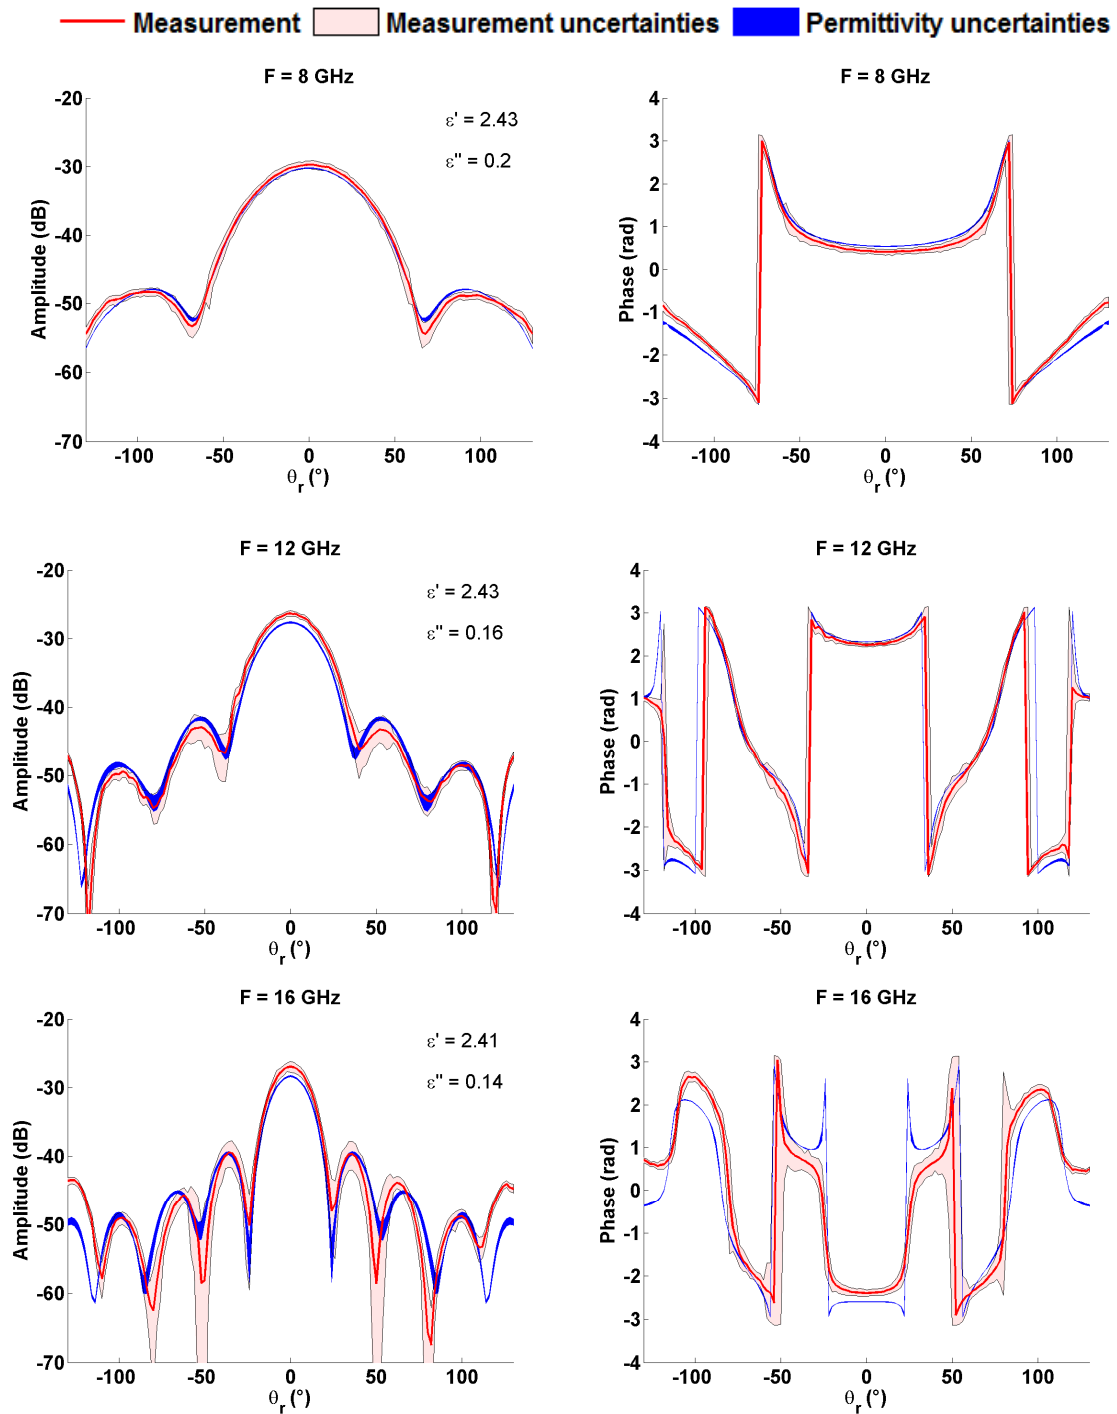 Measurement Measurement uncertainties Permittivity uncertainties
F = 8 GHz
-20
-30
-40
-50
-60
-70
Amplitude (dB)
ε' = 2.43
ε'' = 0.2
-100 -50 0 50 100
θr (°)
F = 8 GHz
4
3
2
1
0
-1
-2
-3
-4
Phase (rad)
-100 -50 0 50 100
θr (°)
F = 12 GHz
-20
-30
-40
-50
-60
-70
Amplitude (dB)
ε' = 2.43
ε'' = 0.16
-100 -50 0 50 100
θr (°)
F = 12 GHz
4
3
2
1
0
-1
-2
-3
-4
Phase (rad)
-100 -50 0 50 100
θr (°)
F = 16 GHz
-20
-30
-40
-50
-60
-70
Amplitude (dB)
ε' = 2.41
ε'' = 0.14
-100 -50 0 50 100
θr (°)
F = 16 GHz
4
3
2
1
0
-1
-2
-3
-4
Phase (rad)
-100 -50 0 50 100
θr (°)